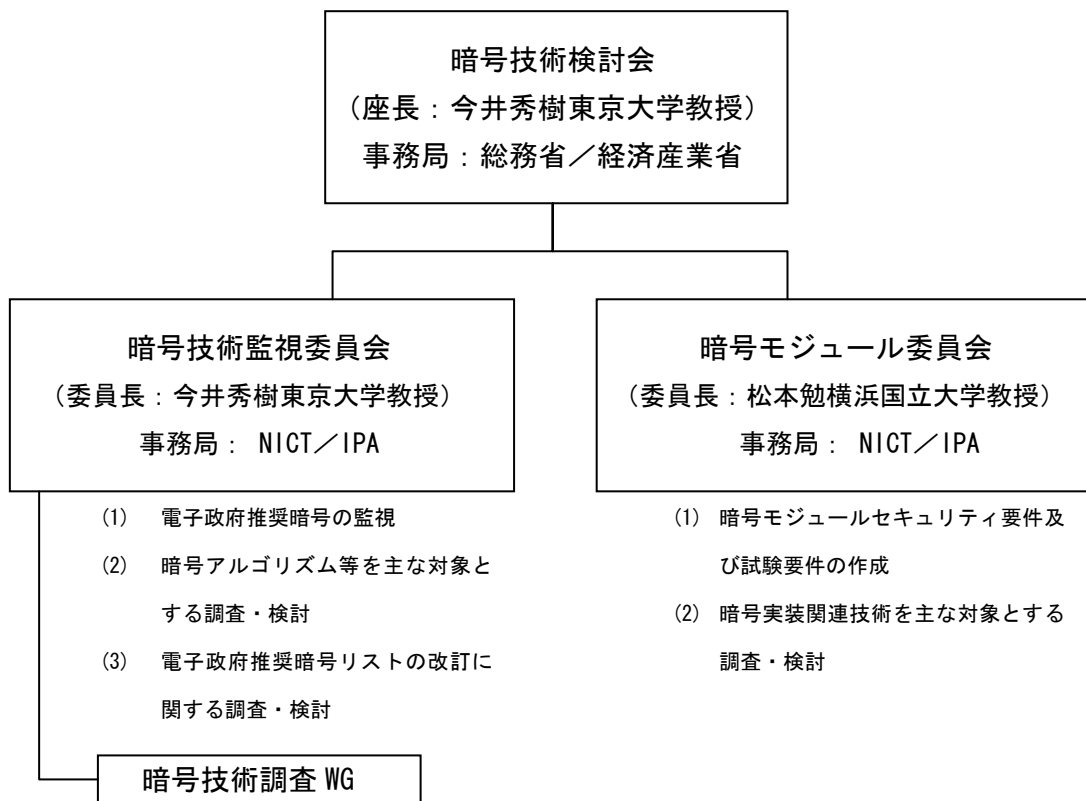 暗号技術検討会
(座長：今井秀樹東京大学教授)
事務局：総務省／経済産業省
暗号技術監視委員会
(委員長：今井秀樹東京大学教授)
事務局： NICT／IPA
(1) 電子政府推奨暗号の監視
(2) 暗号アルゴリズム等を主な対象と
する調査・検討
(3) 電子政府推奨暗号リストの改訂に
関する調査・検討
暗号技術調査 WG
暗号モジュール委員会
(委員長：松本勉横浜国立大学教授)
事務局： NICT／IPA
(1) 暗号モジュールセキュリティ要件及
び試験要件の作成
(2) 暗号実装関連技術を主な対象とする
調査・検討